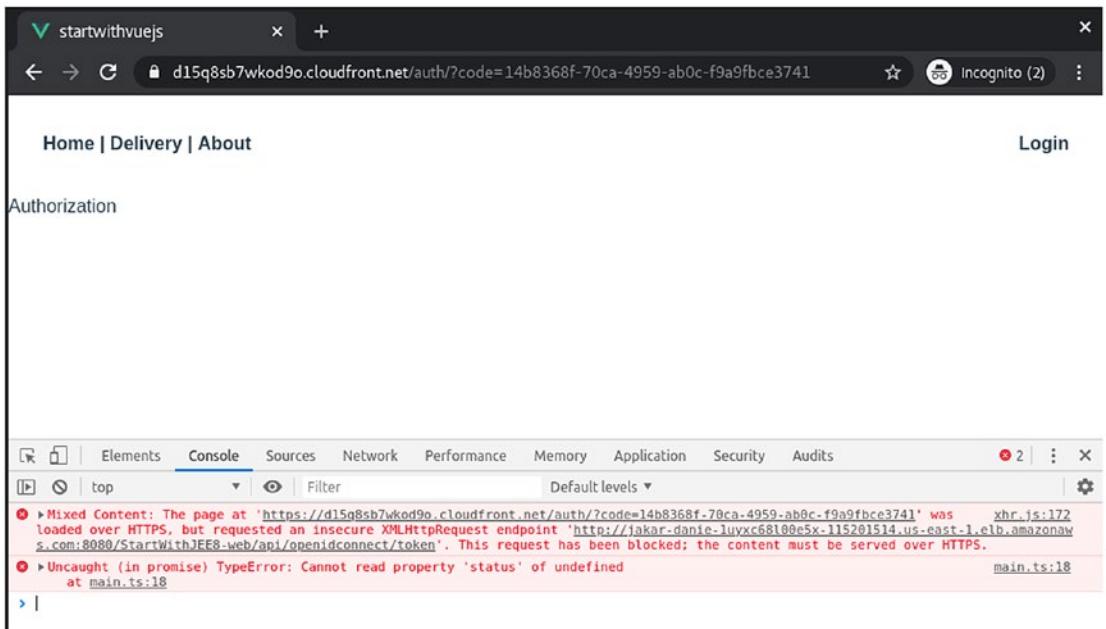 startwithvuejs
d15q8sb7wkod9o.cloudfront.net/auth/?code=14b8368f-70ca-4959-ab0c-f9a9fbce3741 Incognito (2)
Home | Delivery | About Login
Authorization
Elements Console Sources Network Performance Memory Application Security Audits 2
top Filter Default levels
Mixed Content: The page at 'https://d15q8sb7wkod9o.cloudfront.net/auth/?code=14b8368f-70ca-4959-ab0c-f9a9fbce3741' was xhr.js:172
loaded over HTTPS, but requested an insecure XMLHttpRequest endpoint 'http://jakar-danie-1uyxc68l00e5x-115201514.us-east-1.elb.amazonaw
s.com:8080/StartWithJEE8-web/api/openidconnect/token'. This request has been blocked; the content must be served over HTTPS.
Uncaught (in promise) TypeError: Cannot read property 'status' of undefined main.ts:18
at main.ts:18